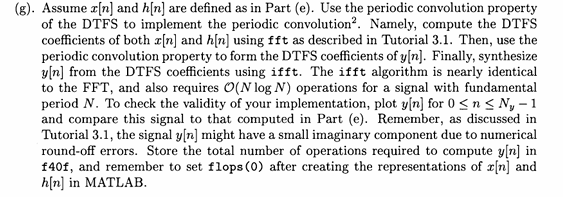 (g). Assume x[n] and h[n] are defined as in Part (e). Use the periodic convolution property
of the DTFS to implement the periodic convolution². Namely, compute the DTFS
coefficients of both x[n] and h[n] using fft as described in Tutorial 3.1. Then, use the
periodic convolution property to form the DTFS coefficients of y[n]. Finally, synthesize
y[n] from the DTFS coefficients using ifft. The ifft algorithm is nearly identical
to the FFT, and also requires O(N log N) operations for a signal with fundamental
period N. To check the validity of your implementation, plot y[n] for 0 ≤ n ≤ Ny − 1
and compare this signal to that computed in Part (e). Remember, as discussed in
Tutorial 3.1, the signal y[n] might have a small imaginary component due to numerical
round-off errors. Store the total number of operations required to compute y[n] in
f40f, and remember to set flops(0) after creating the representations of x[n] and
h[n] in MATLAB.